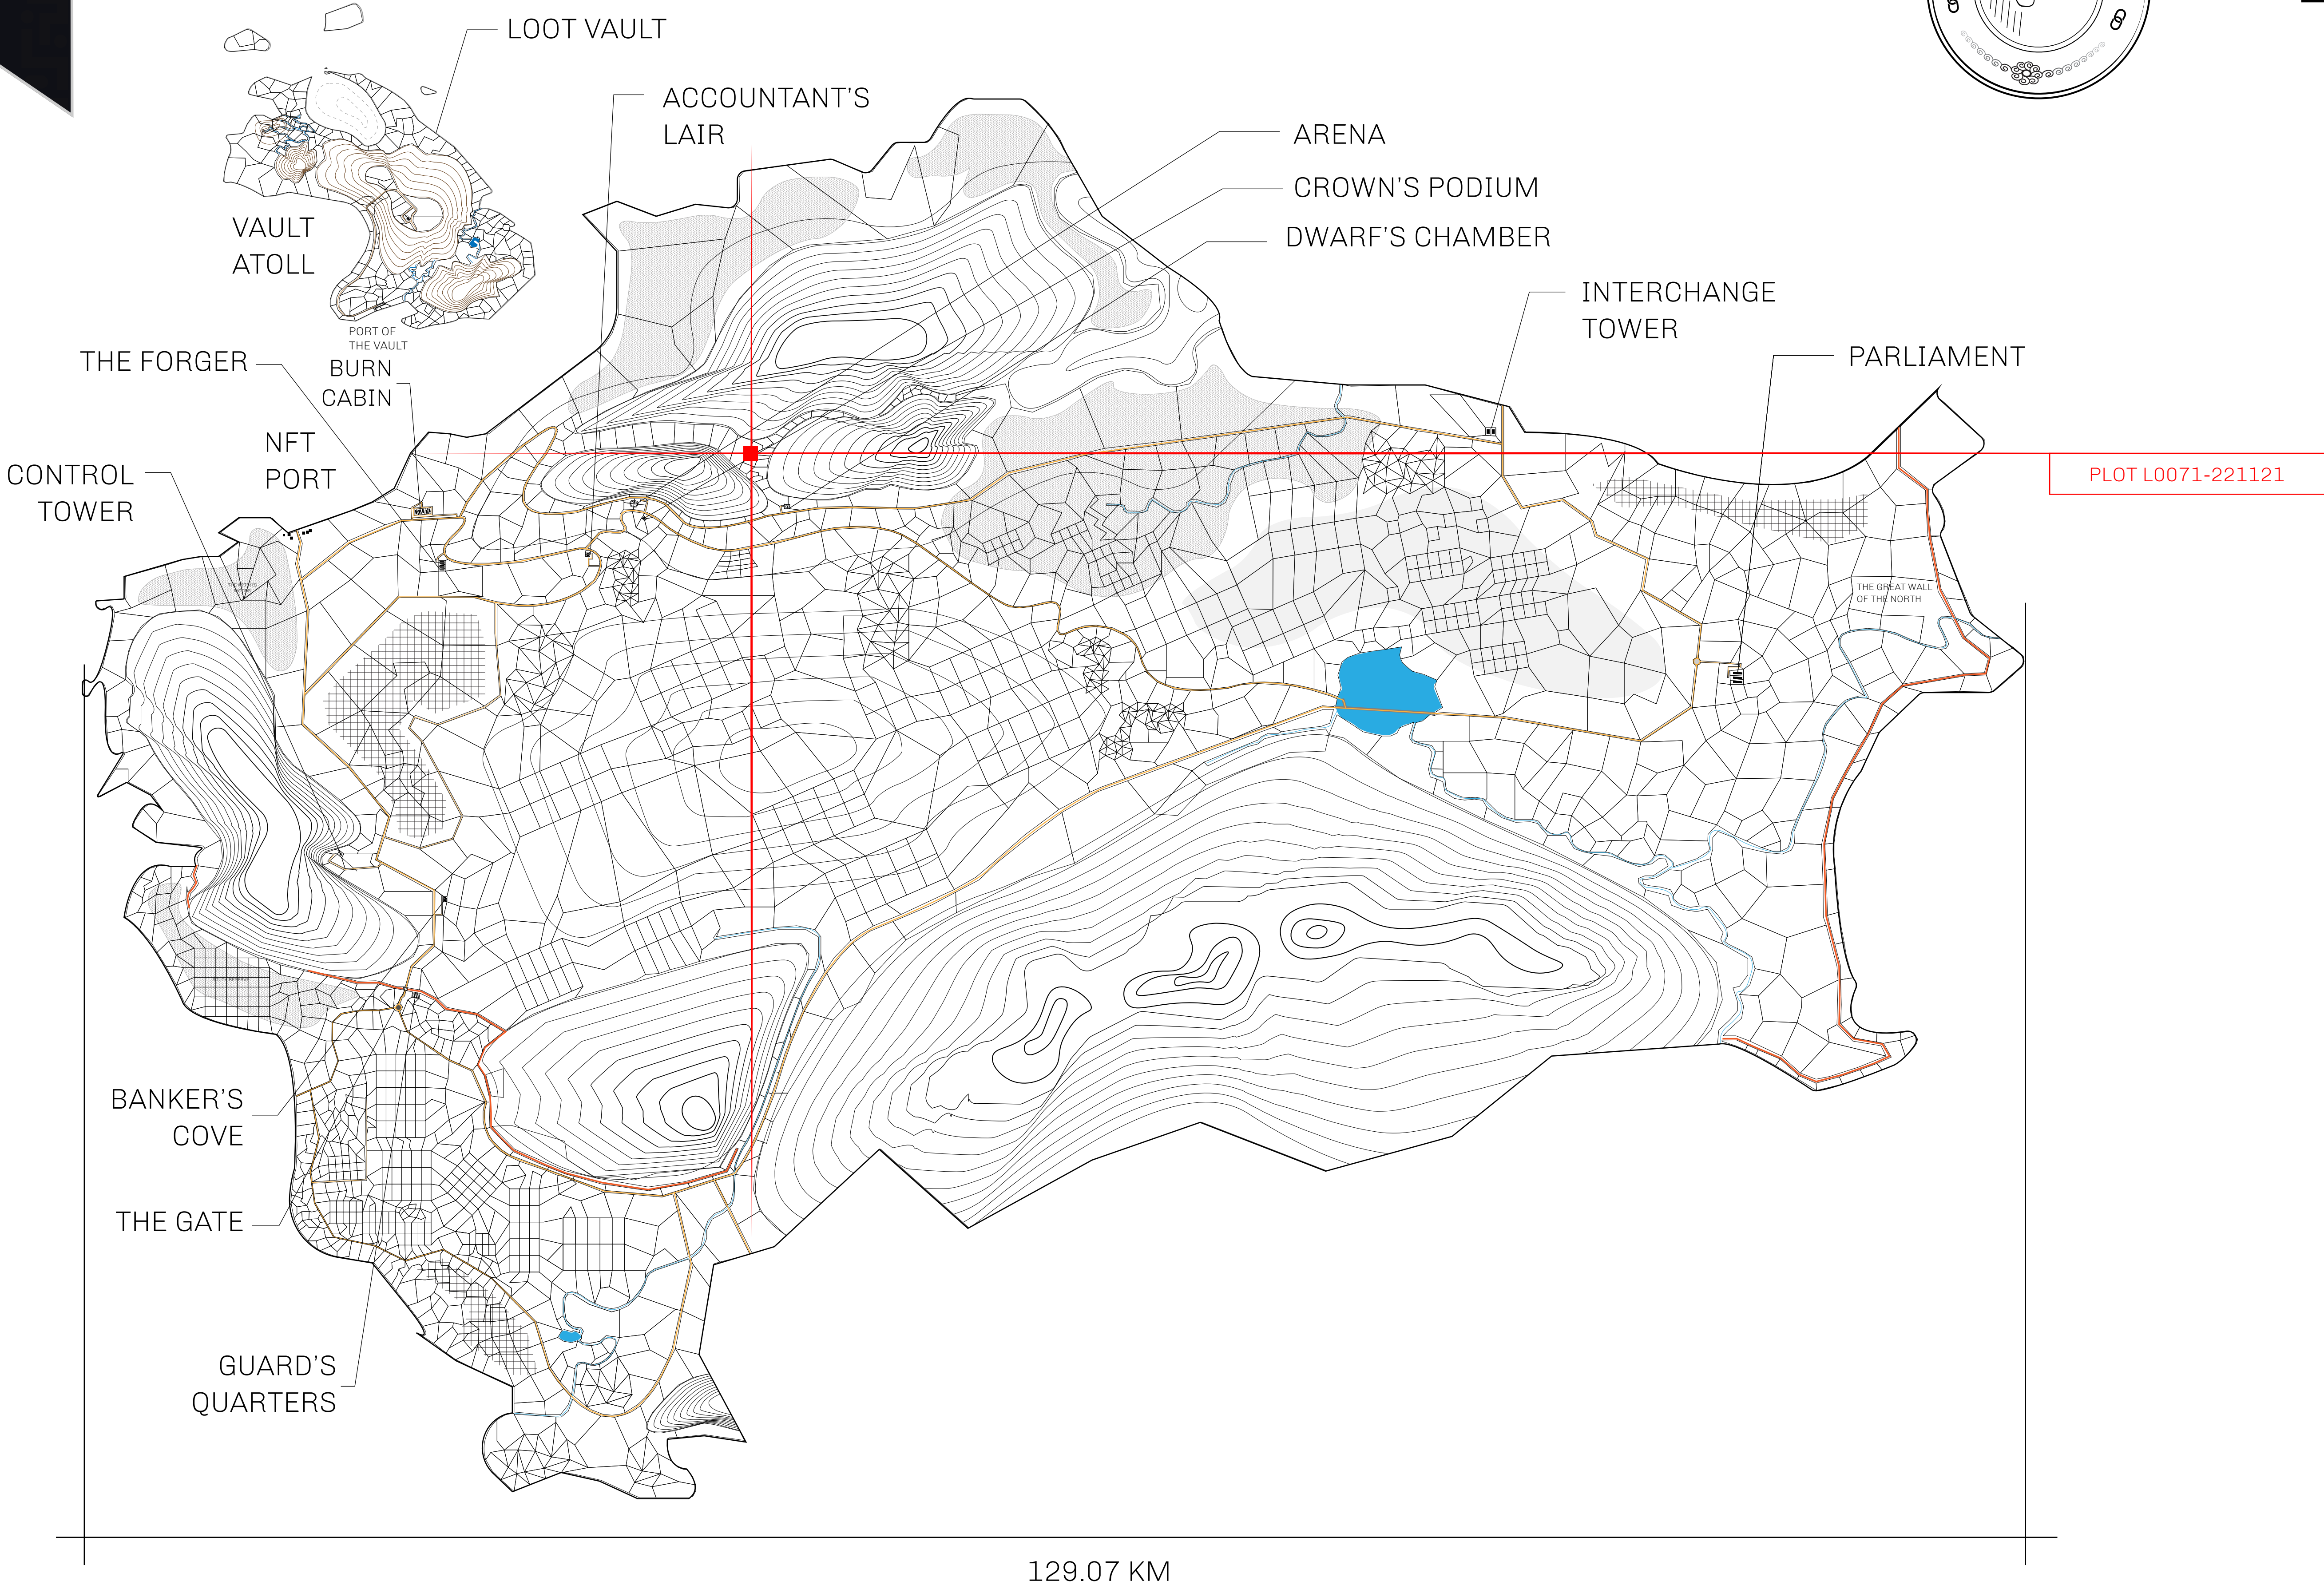 LOOT VAULT
ACCOUNTANT'S
LAIR
ARENA
CROWN'S PODIUM
DWARF'S CHAMBER
VAULT
ATOLL
INTERCHANGE
TOWER
PORT OF
THE VAULT
PARLIAMENT
THE FORGER
BURN
CABIN
NFT
PORT
CONTROL
TOWER
PLOT L0071-221121
THE GREAT WALL
OF THE NORTH
SOUTH RESERVE
BANKER'S
COVE
THE GATE
GUARD'S
QUARTERS
129.07 KM